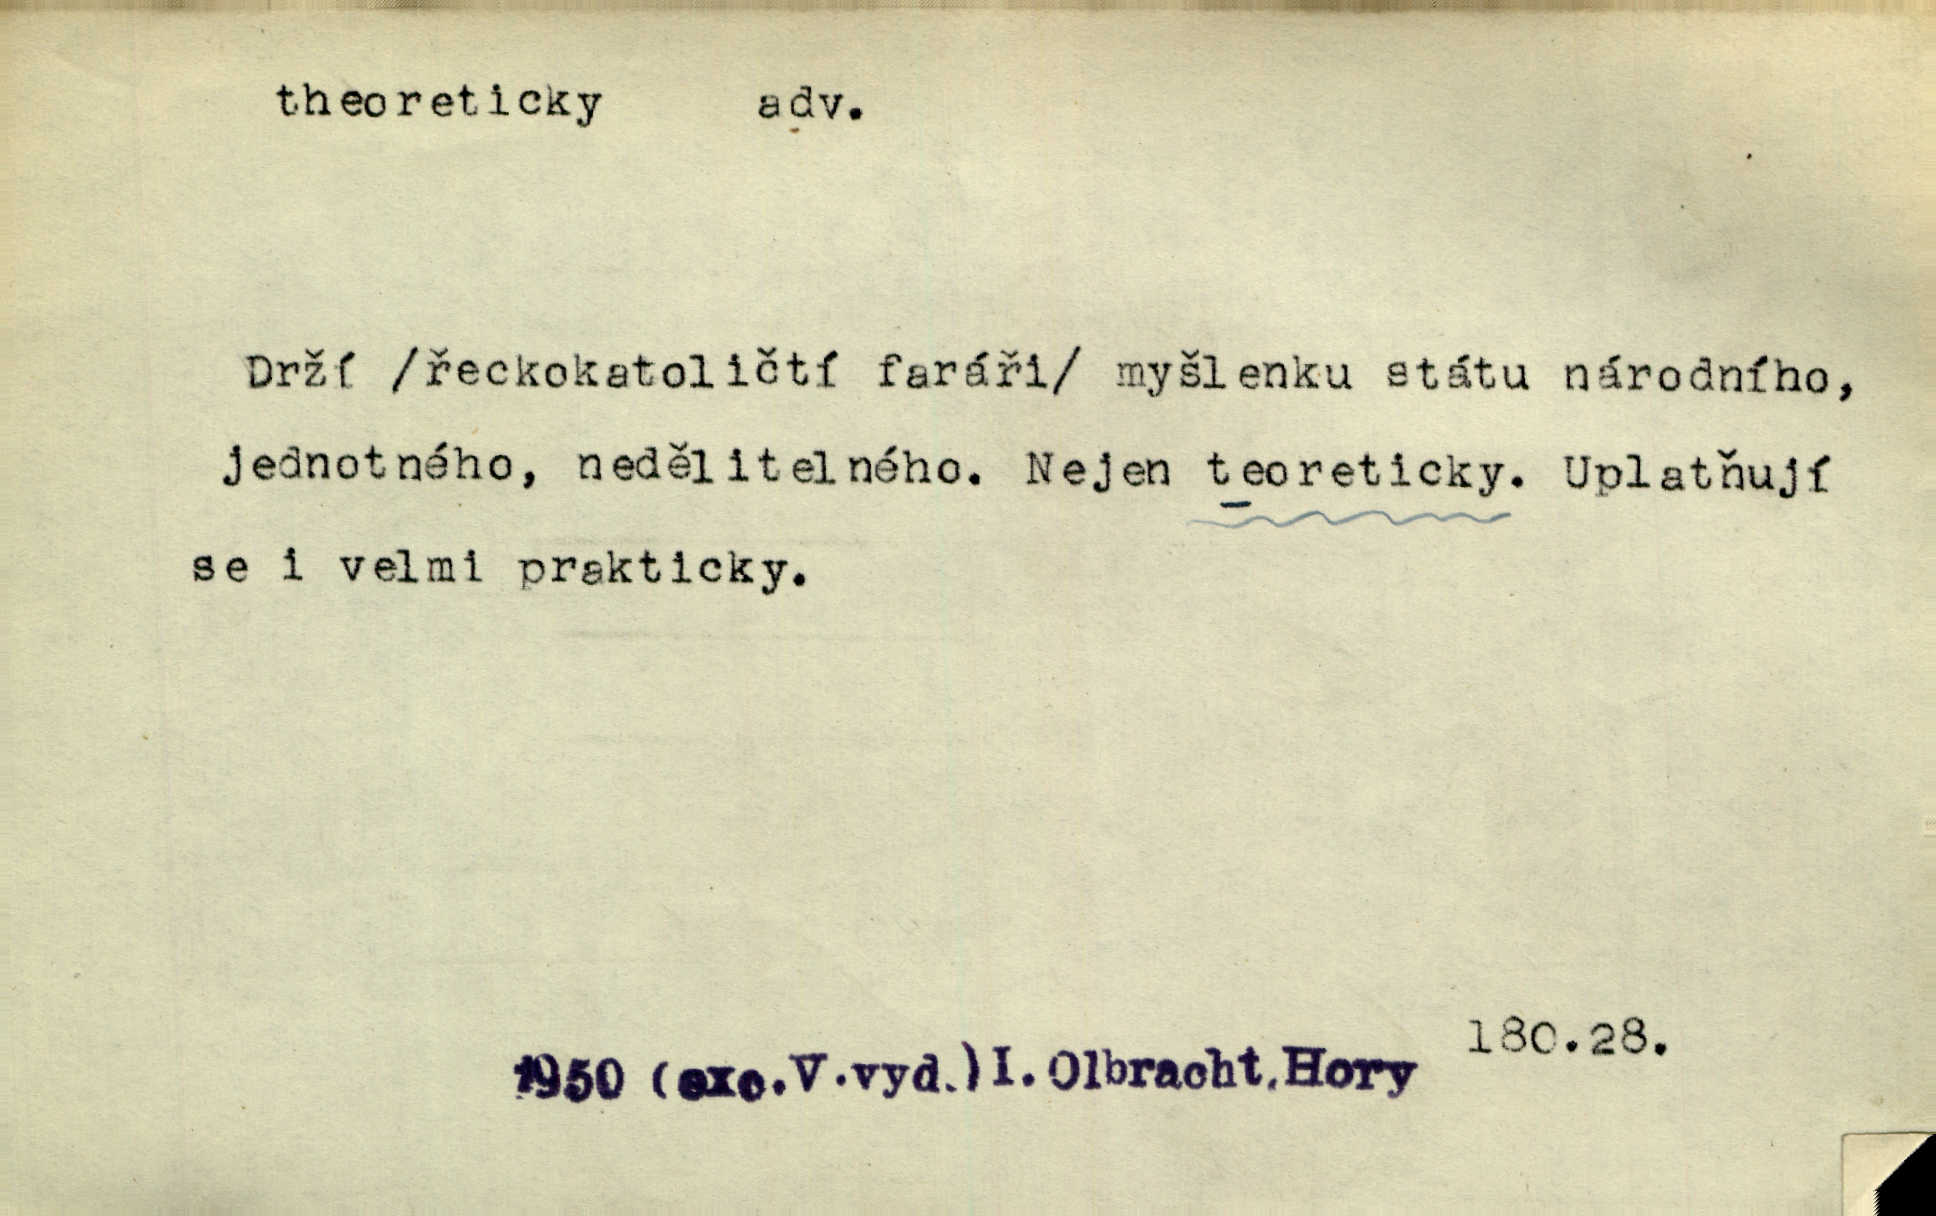 theoreticky adv.
Drží /řeckokatoličtí faráři/ myšlenku státu národního,
jednotného, nedělitelného. Nejen teoreticky. Uplatňují
se i velmi prakticky.
180.28.
1950 (exc.V.vyd.) I. Olbracht, Hory